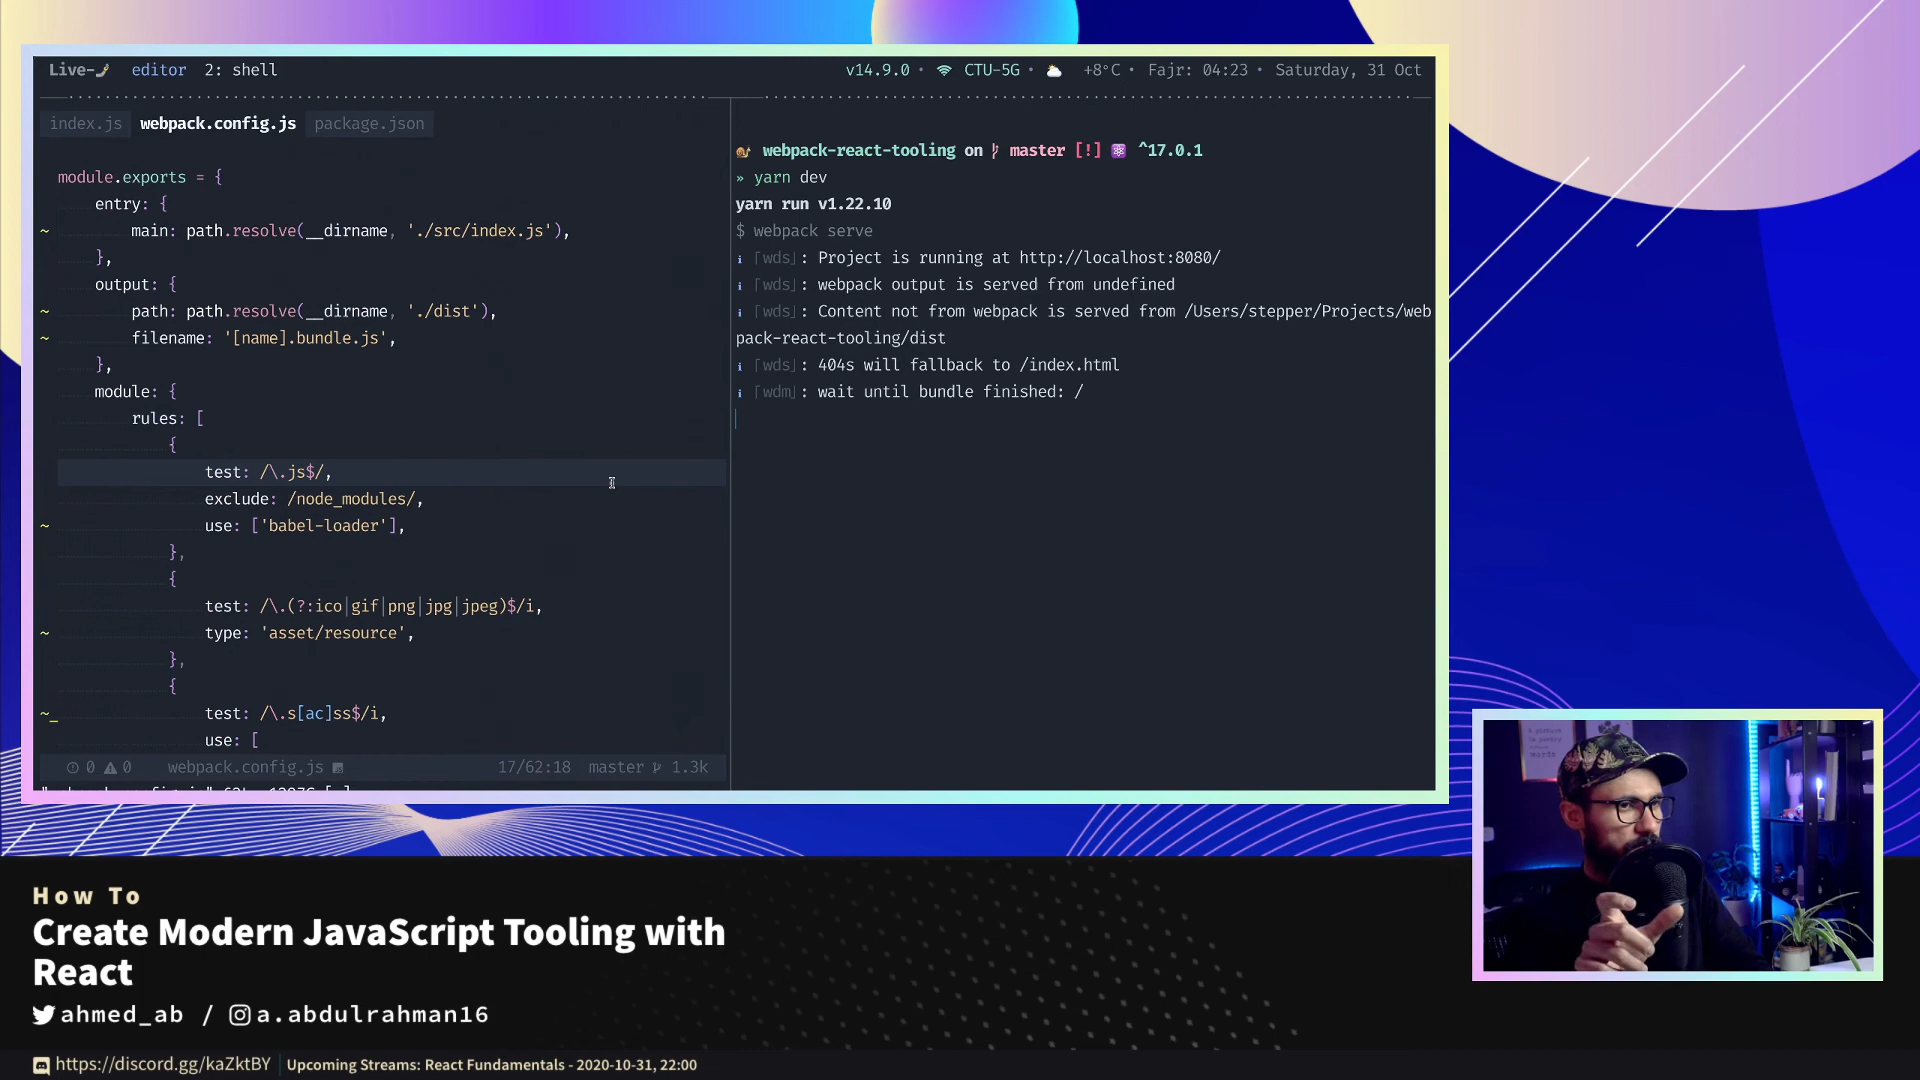 Live-
editor
2: shell
v14.9.0 · CTU-5G · +8°C · Fajr: 04:23 · Saturday, 31 Oct
index.js
webpack.config.js
package.json
module.exports = {
entry: {
~ main: path.resolve(__dirname, './src/index.js'),
},
output: {
~ path: path.resolve(__dirname, './dist'),
~ filename: '[name].bundle.js',
},
module: {
rules: [
{
test: /\.js$/,
exclude: /node_modules/,
~ use: ['babel-loader'],
},
{
test: /\.(?:ico|gif|png|jpg|jpeg)$/i,
~ type: 'asset/resource',
},
{
~_ test: /\.s[ac]ss$/i,
use: [
0 0 webpack.config.js 17/62:18 master 1.3k
webpack-react-tooling on master [!] ^17.0.1
» yarn dev
yarn run v1.22.10
$ webpack serve
i ｢wds｣: Project is running at http://localhost:8080/
i ｢wds｣: webpack output is served from undefined
i ｢wds｣: Content not from webpack is served from /Users/stepper/Projects/web
pack-react-tooling/dist
i ｢wds｣: 404s will fallback to /index.html
i ｢wdm｣: wait until bundle finished: /
How To
Create Modern JavaScript Tooling with
React
ahmed_ab / a.abdulrahman16
https://discord.gg/kaZktBY
Upcoming Streams: React Fundamentals - 2020-10-31, 22:00